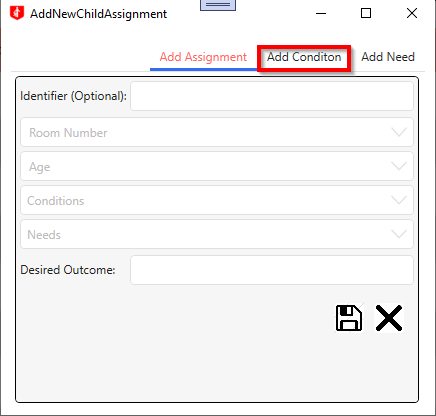 AddNewChildAssignment
Add Assignment Add Conditon Add Need
Identifier (Optional):
Room Number
Age
Conditions
Needs
Desired Outcome: